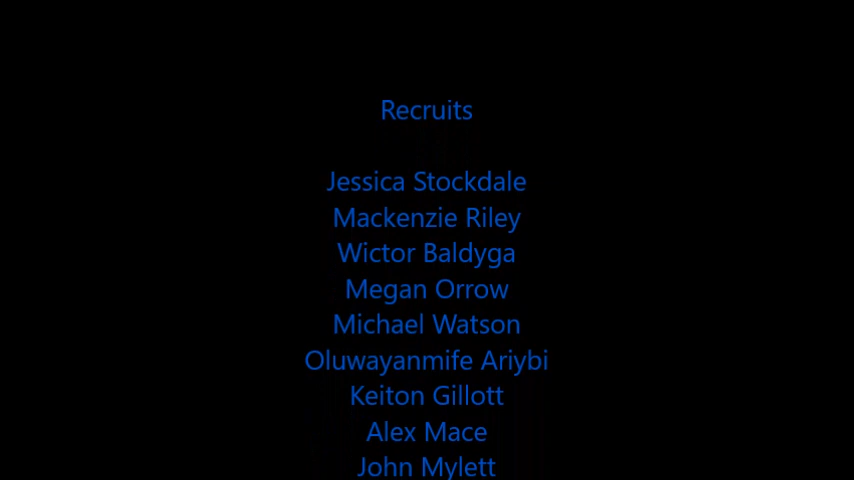 Recruits
Jessica Stockdale
Mackenzie Riley
Wictor Baldyga
Megan Orrow
Michael Watson
Oluwayanmife Ariybi
Keiton Gillott
Alex Mace
John Mylett